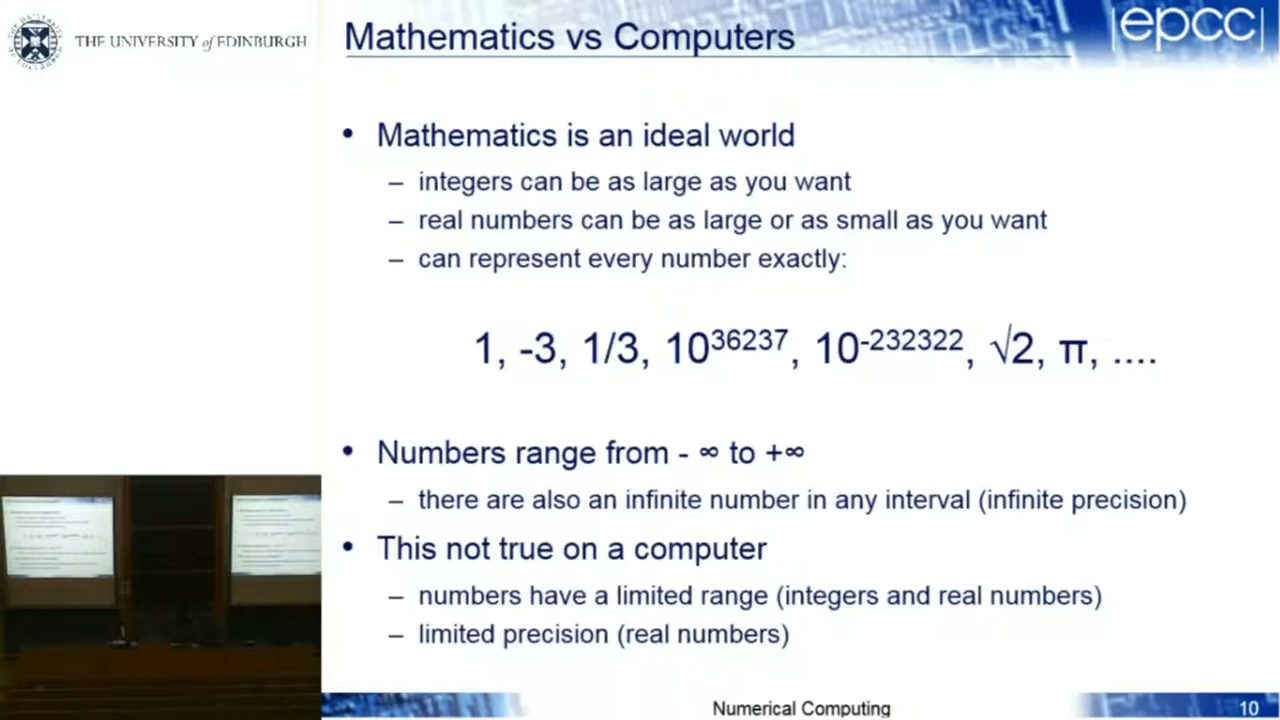 THE UNIVERSITY of EDINBURGH
Mathematics vs Computers
|epcc|
• Mathematics is an ideal world
– integers can be as large as you want
– real numbers can be as large or as small as you want
– can represent every number exactly:
1, -3, 1/3, 10³⁶²³⁷, 10⁻²³²³²², √2, π, ....
• Numbers range from - ∞ to +∞
– there are also an infinite number in any interval (infinite precision)
• This not true on a computer
– numbers have a limited range (integers and real numbers)
– limited precision (real numbers)
Numerical Computing
10